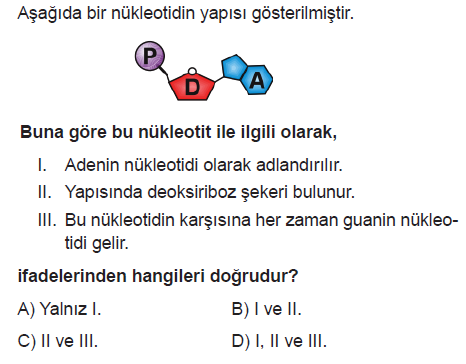 Aşağıda bir nükleotidin yapısı gösterilmiştir.
P
D
A
Buna göre bu nükleotit ile ilgili olarak,
I. Adenin nükleotidi olarak adlandırılır.
II. Yapısında deoksiriboz şekeri bulunur.
III. Bu nükleotidin karşısına her zaman guanin nükleo-
tidi gelir.
ifadelerinden hangileri doğrudur?
A) Yalnız I.
B) I ve II.
C) II ve III.
D) I, II ve III.